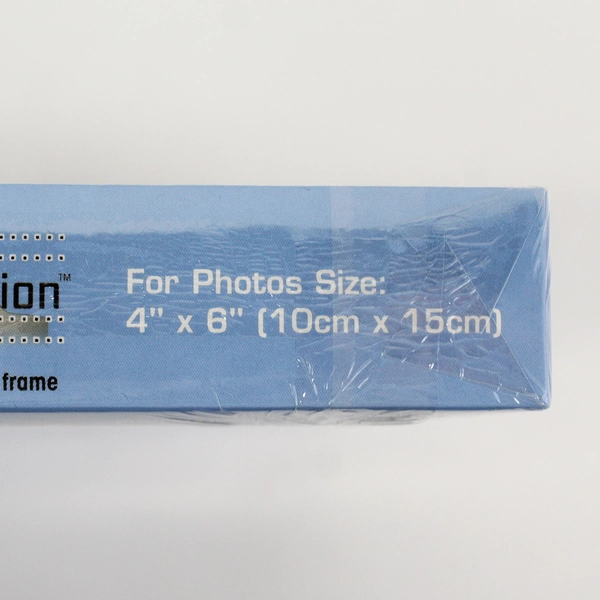 ion™
frame
For Photos Size:
4" x 6" (10cm x 15cm)